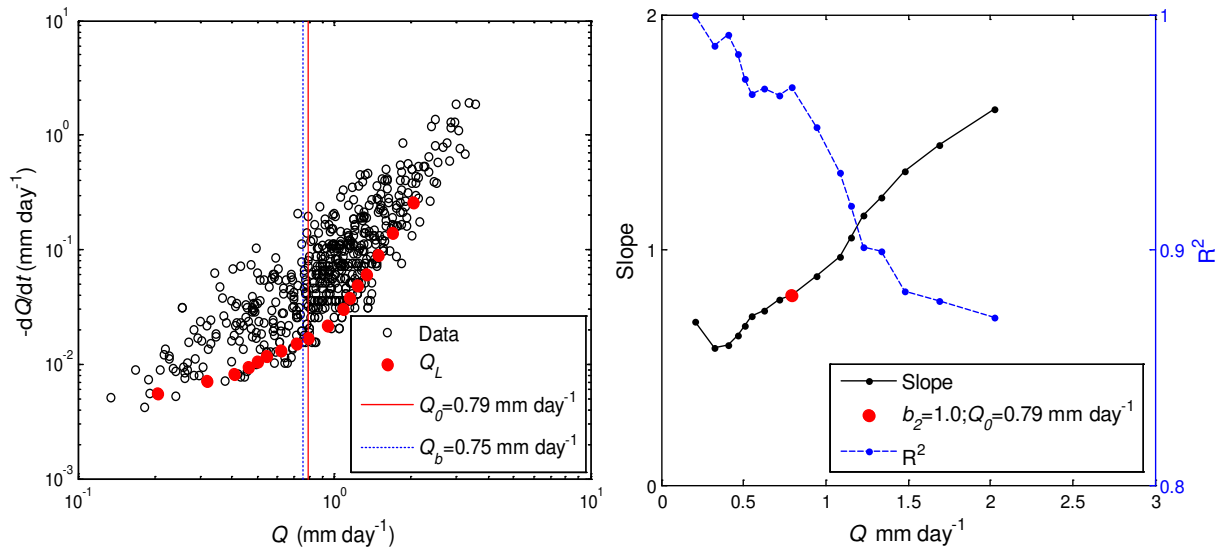 10^1
10^0
10^-1
10^-2
10^-3
-dQ/dt (mm day^-1)
Data
Q_L
Q_0=0.79 mm day^-1
Q_b=0.75 mm day^-1
10^-1
10^0
10^1
Q (mm day^-1)
2
1
0
Slope
Slope
b_2=1.0;Q_0=0.79 mm day^-1
R^2
0
0.5
1
1.5
2
2.5
3
Q mm day^-1
1
0.9
0.8
R^2